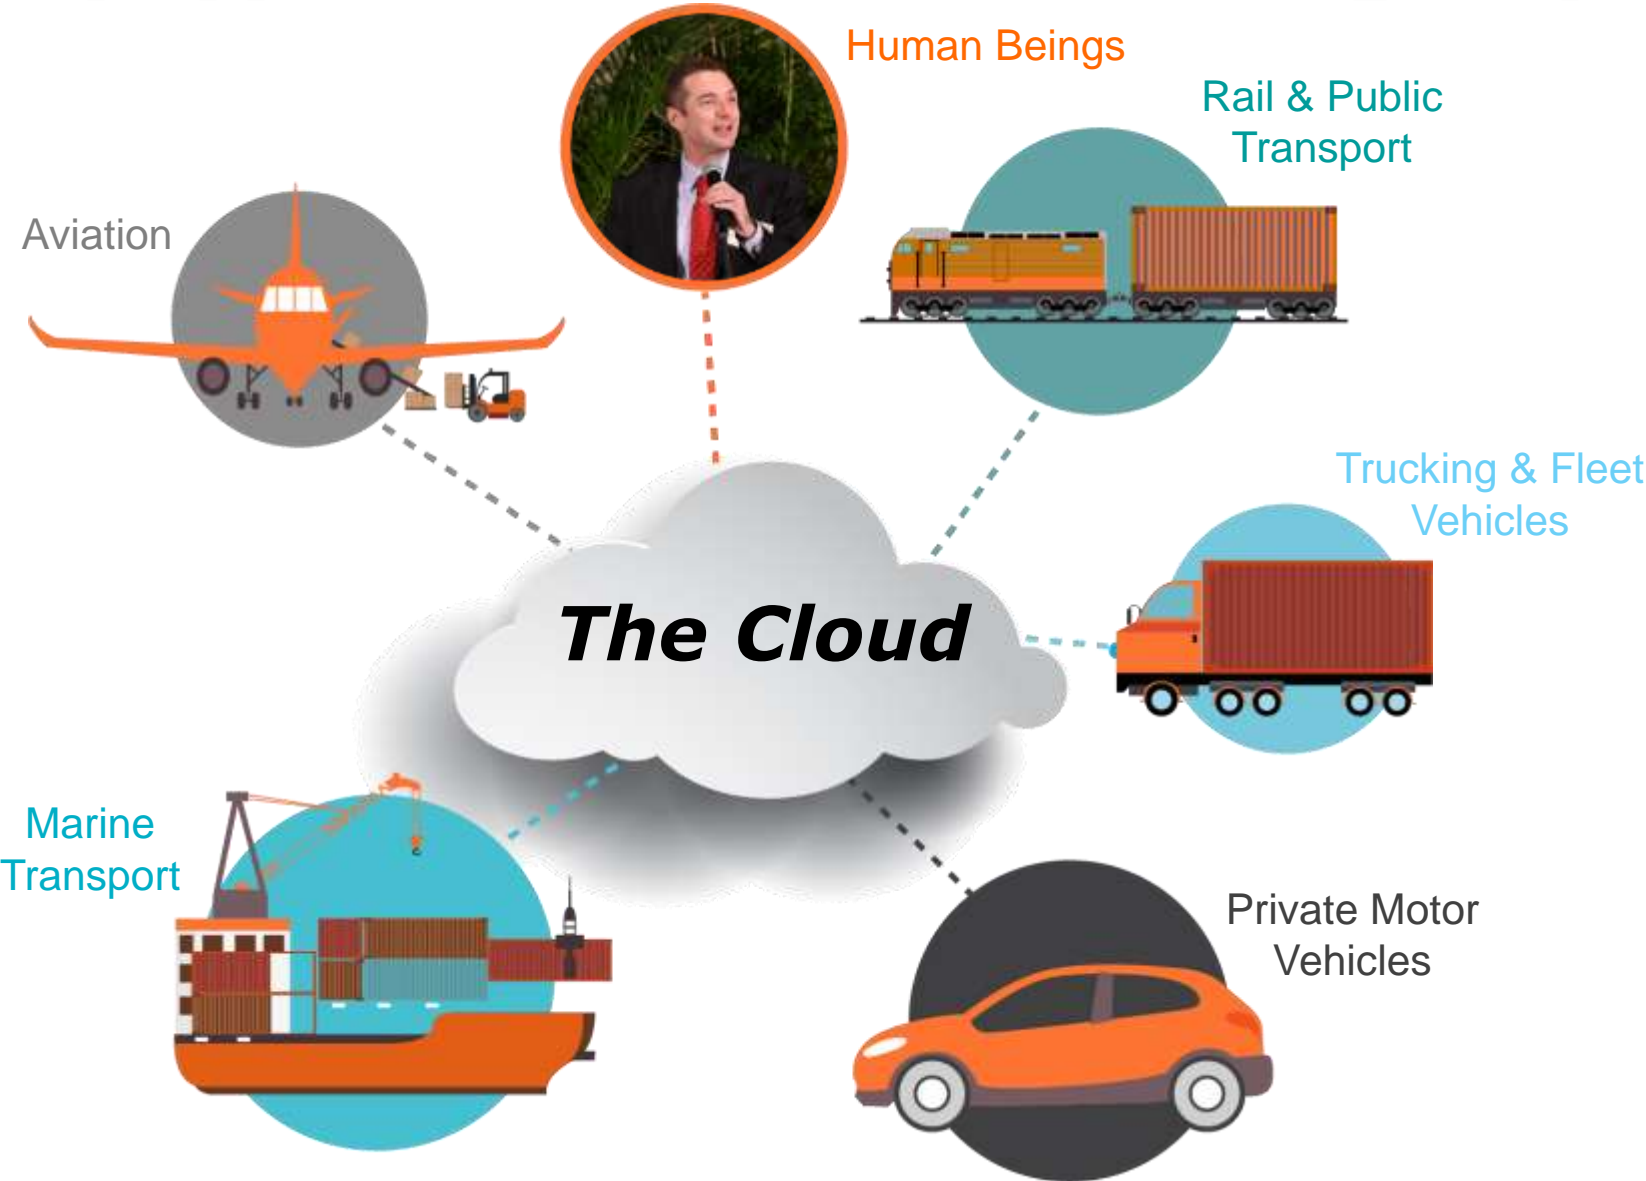 Human Beings
Rail & Public
Transport
Aviation
Trucking & Fleet
Vehicles
The Cloud
Marine
Transport
Private Motor
Vehicles